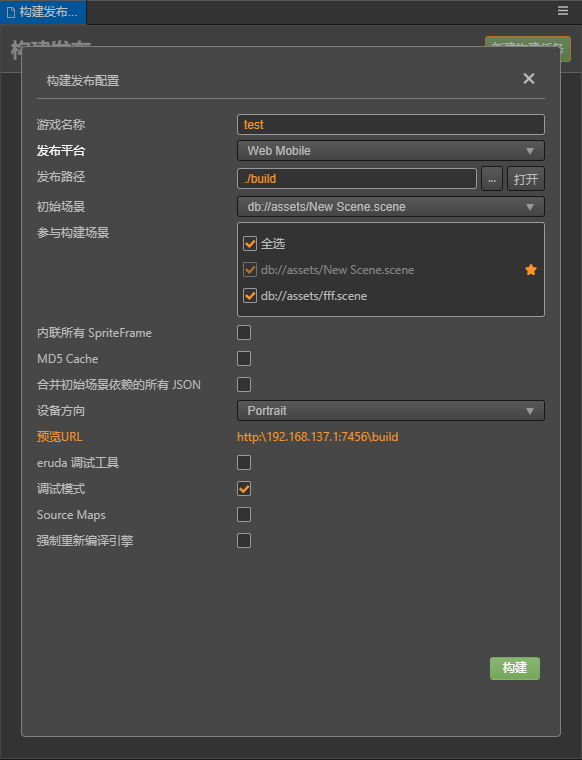 构建发布...
构建发布
新建构建任务
构建发布配置
游戏名称 test
发布平台 Web Mobile
发布路径 ./build ... 打开
初始场景 db://assets/New Scene.scene
参与构建场景
全选
db://assets/New Scene.scene
db://assets/fff.scene
内联所有 SpriteFrame
MD5 Cache
合并初始场景依赖的所有 JSON
设备方向 Portrait
预览URL http:\192.168.137.1:7456\build
eruda 调试工具
调试模式
Source Maps
强制重新编译引擎
构建